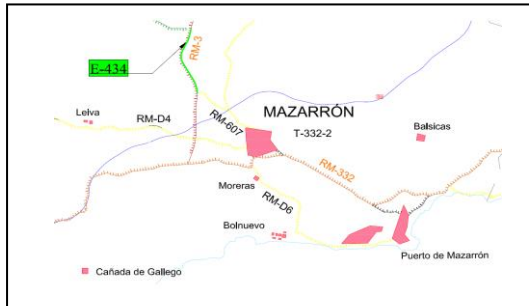 E-434
RM-3
MAZARRÓN
Leiva
RM-D4
RM-607
T-332-2
Balsicas
RM-332
Moreras
RM-D6
Bolnuevo
Puerto de Mazarrón
Cañada de Gallego